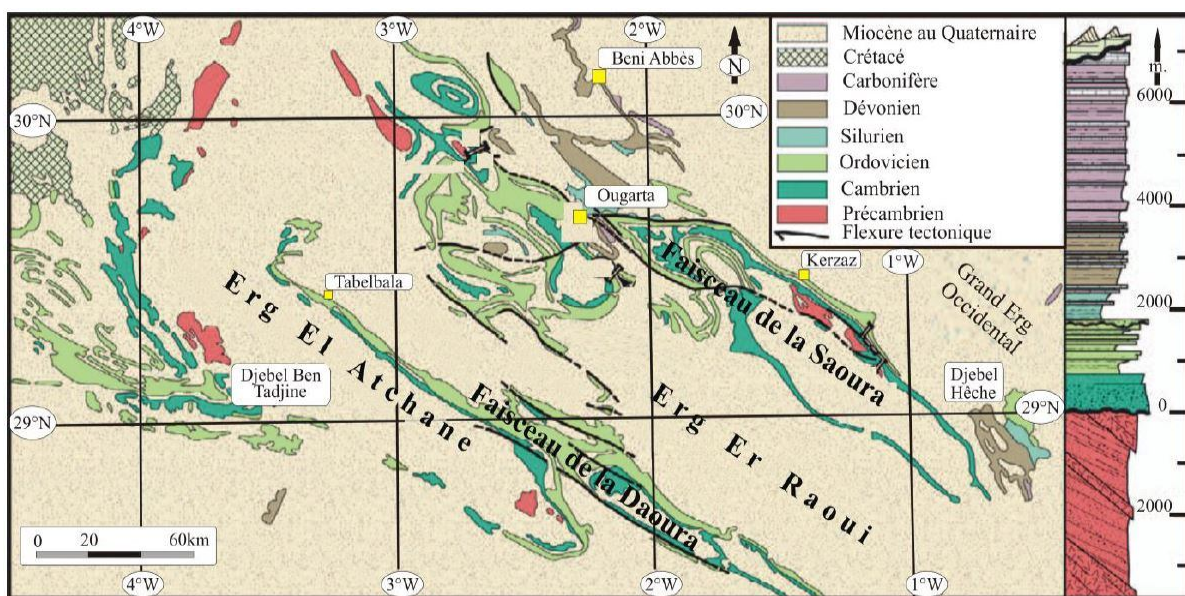 4°W
3°W
2°W
N
Beni Abbès
30°N
30°N
Ougarta
Tabelbala
Kerzaz
1°W
Erg El Atchane
Faisceau de la Saoura
Grand Erg
Occidental
Djebel Ben
Tadjine
Djebel
Hêche
29°N
29°N
Faisceau de la Daoura
Erg Er Raoui
0 20 60km
4°W
3°W
2°W
1°W
Miocène au Quaternaire
Crétacé
Carbonifère
Dévonien
Silurien
Ordovicien
Cambrien
Précambrien
Flexure tectonique
m.
6000
4000
2000
0
2000